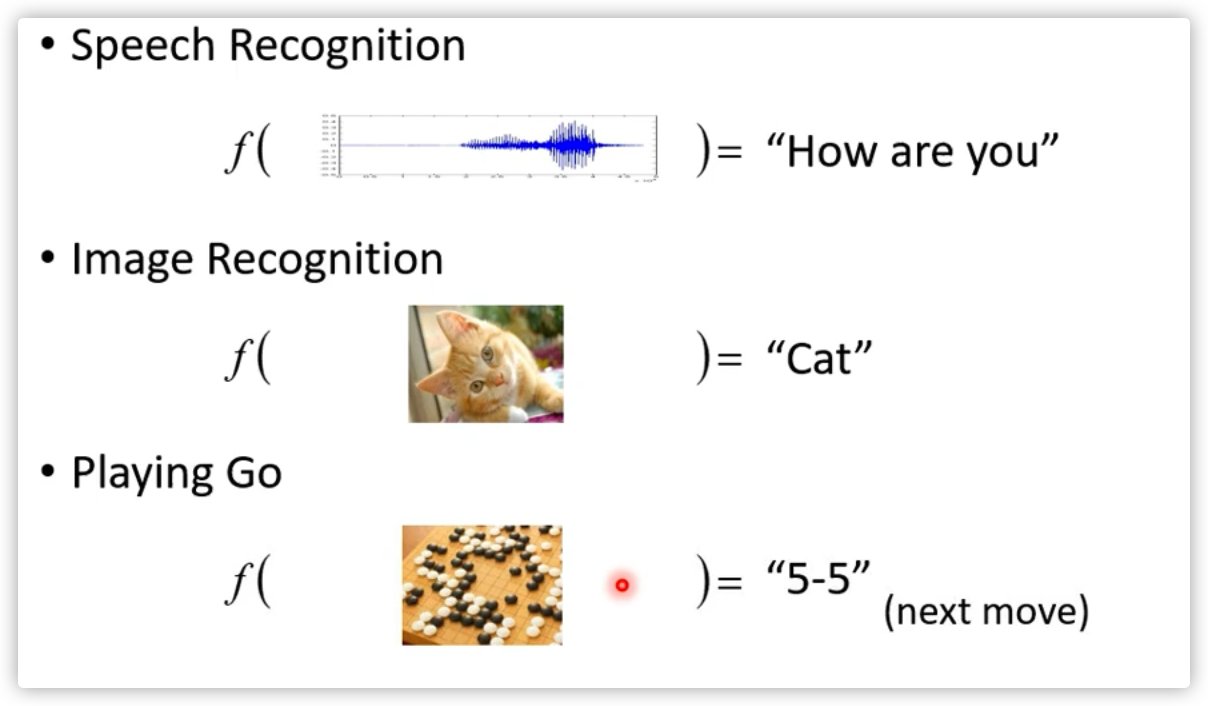 • Speech Recognition
f( )= “How are you”
• Image Recognition
f( )= “Cat”
• Playing Go
f( )= “5-5”
(next move)